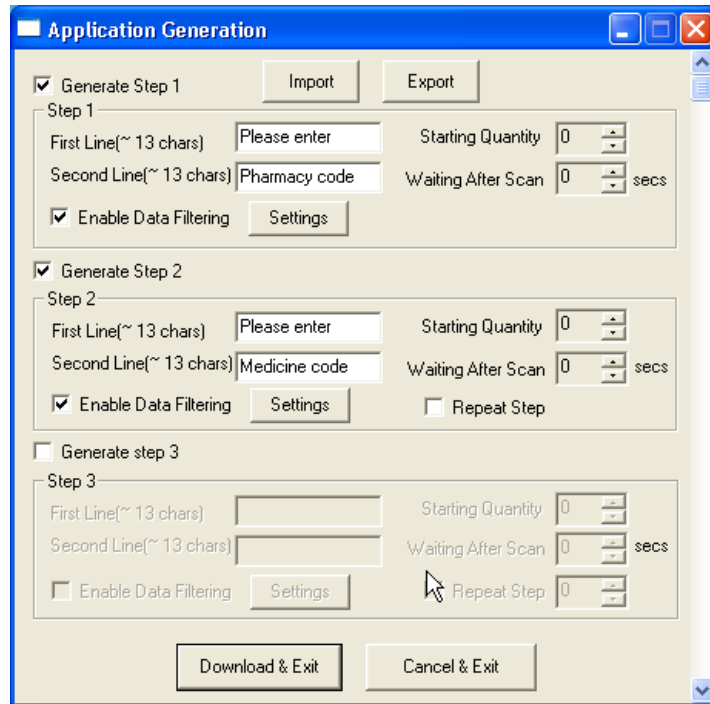 Application Generation
Generate Step 1
Import
Export
Step 1
First Line(~ 13 chars)
Please enter
Starting Quantity
0
Second Line(~ 13 chars)
Pharmacy code
Waiting After Scan
0
secs
Enable Data Filtering
Settings
Generate Step 2
Step 2
First Line(~ 13 chars)
Please enter
Starting Quantity
0
Second Line(~ 13 chars)
Medicine code
Waiting After Scan
0
secs
Enable Data Filtering
Settings
Repeat Step
Generate step 3
Step 3
First Line(~ 13 chars)
Starting Quantity
0
Second Line(~ 13 chars)
Waiting After Scan
0
secs
Enable Data Filtering
Settings
Repeat Step
0
Download & Exit
Cancel & Exit